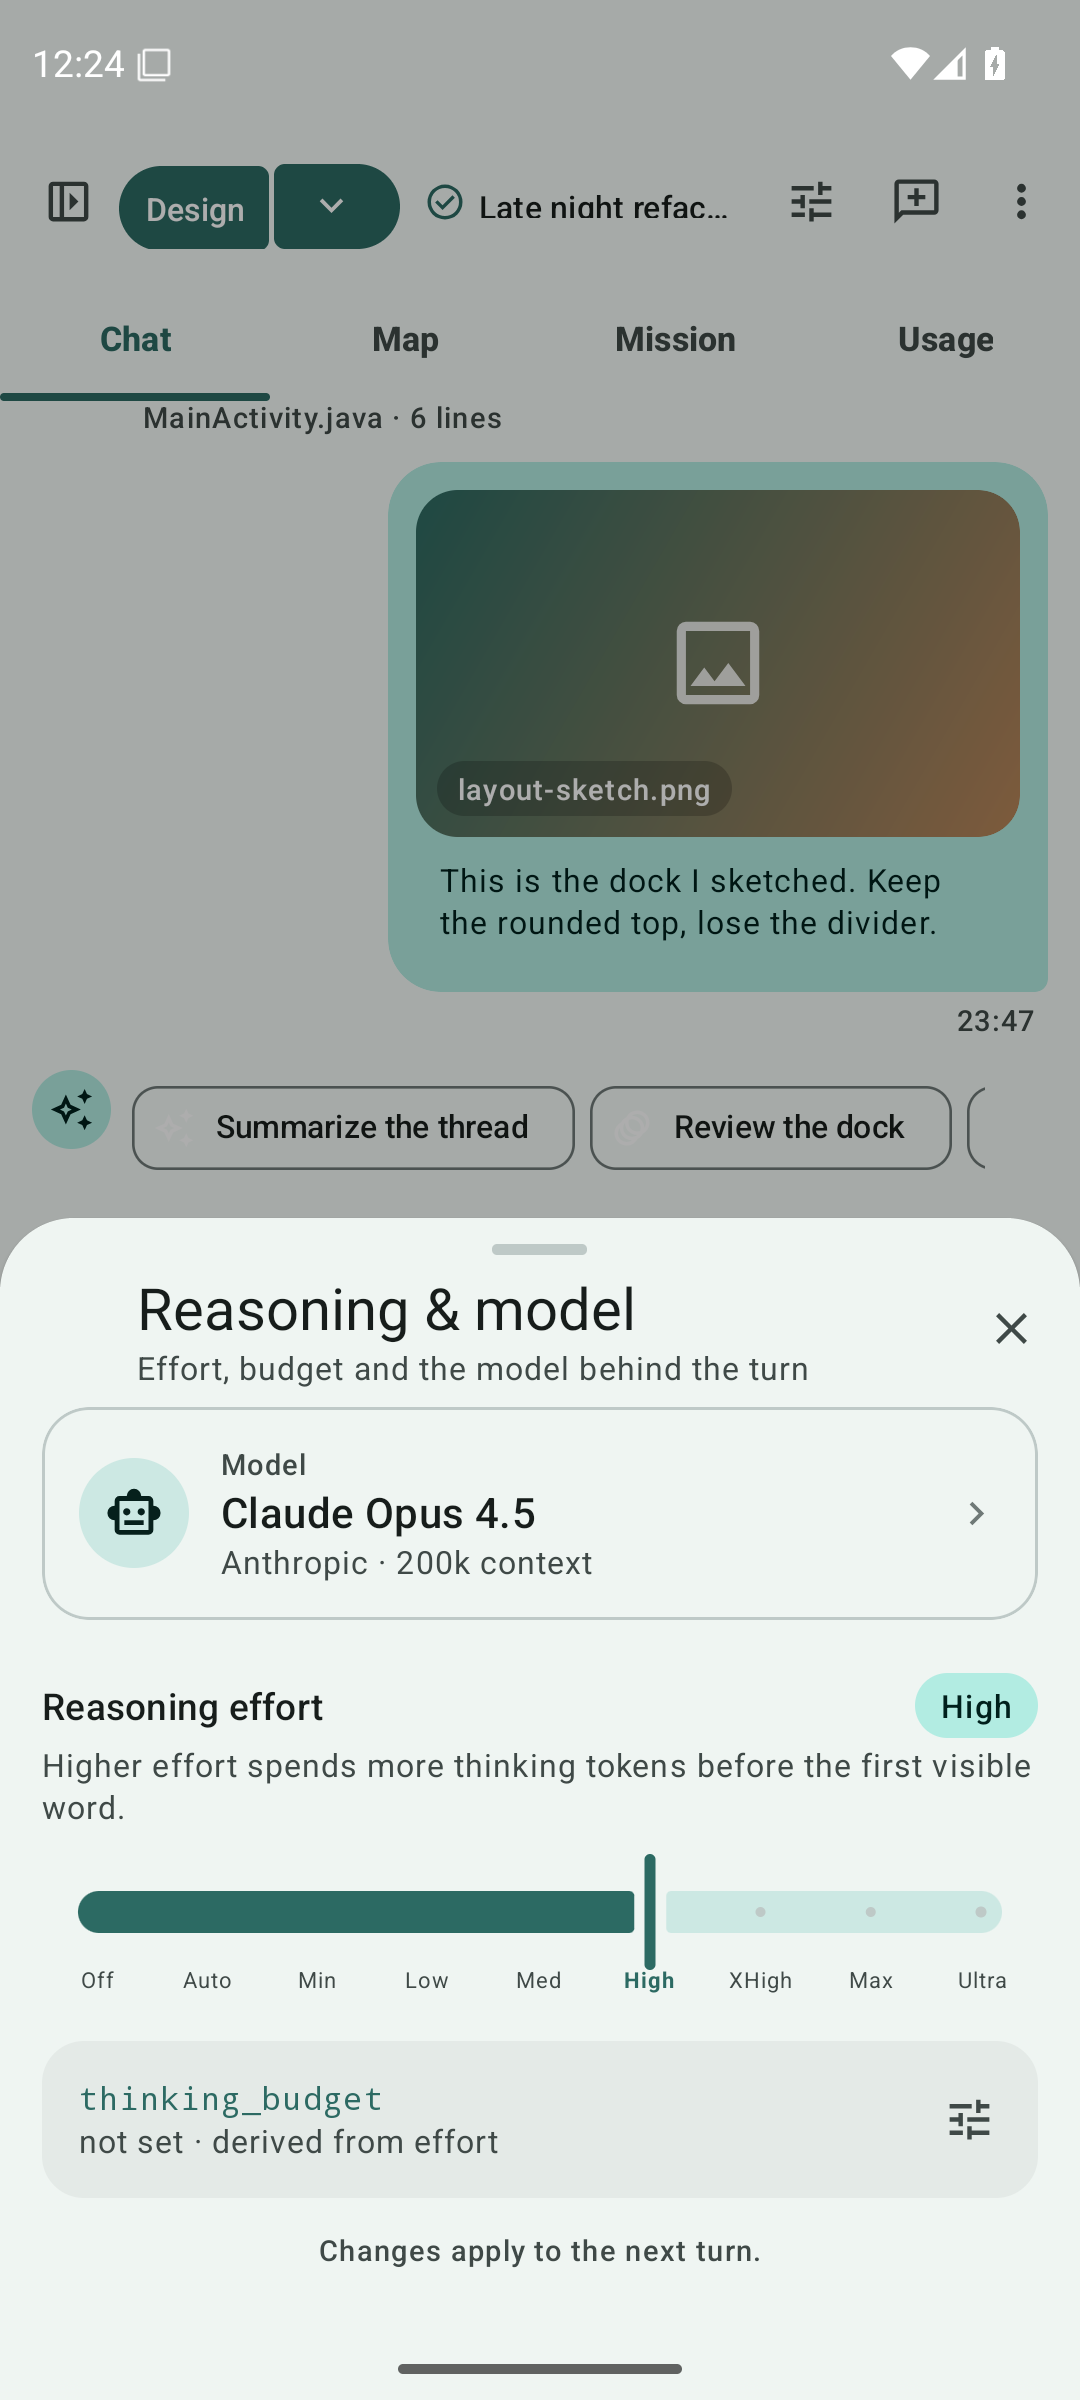 12:24
Design
Late night refac...
Chat
Map
Mission
Usage
MainActivity.java · 6 lines
layout-sketch.png
This is the dock I sketched. Keep
the rounded top, lose the divider.
23:47
Summarize the thread
Review the dock
Reasoning & model
Effort, budget and the model behind the turn
Model
Claude Opus 4.5
Anthropic · 200k context
Reasoning effort
High
Higher effort spends more thinking tokens before the first visible
word.
Off Auto Min Low Med High XHigh Max Ultra
thinking_budget
not set · derived from effort
Changes apply to the next turn.